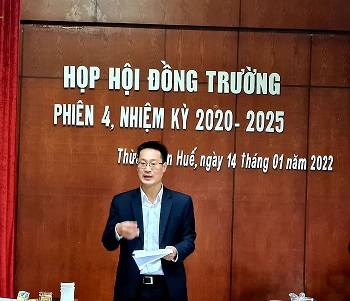 HỌP HỘI ĐỒNG TRƯỜNG
PHIÊN 4, NHIỆM KỲ 2020- 2025
Huế, ngày 14 tháng 01 năm 2022